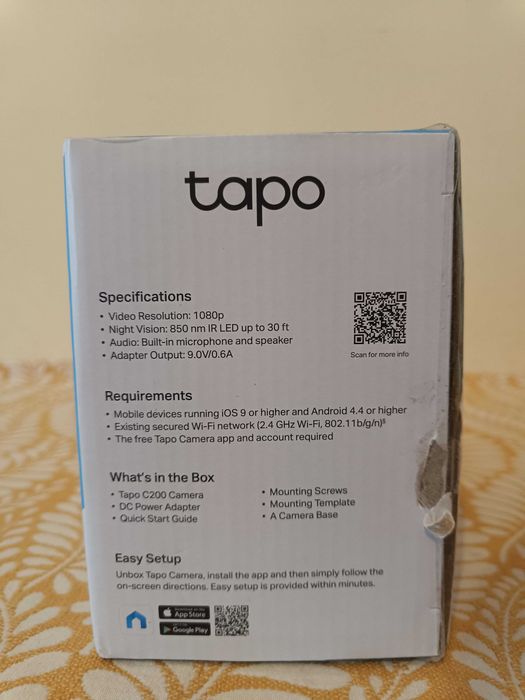 tapo
Specifications
• Video Resolution: 1080p
• Night Vision: 850 nm IR LED up to 30 ft
• Audio: Built-in microphone and speaker
• Adapter Output: 9.0V/0.6A
Scan for more info
Requirements
• Mobile devices running iOS 9 or higher and Android 4.4 or higher
• Existing secured Wi-Fi network (2.4 GHz Wi-Fi, 802.11b/g/n)§
• The free Tapo Camera app and account required
What's in the Box
• Tapo C200 Camera
• DC Power Adapter
• Quick Start Guide
• Mounting Screws
• Mounting Template
• A Camera Base
Easy Setup
Unbox Tapo Camera, install the app and then simply follow the
on-screen directions. Easy setup is provided within minutes.
App Store
Google Play